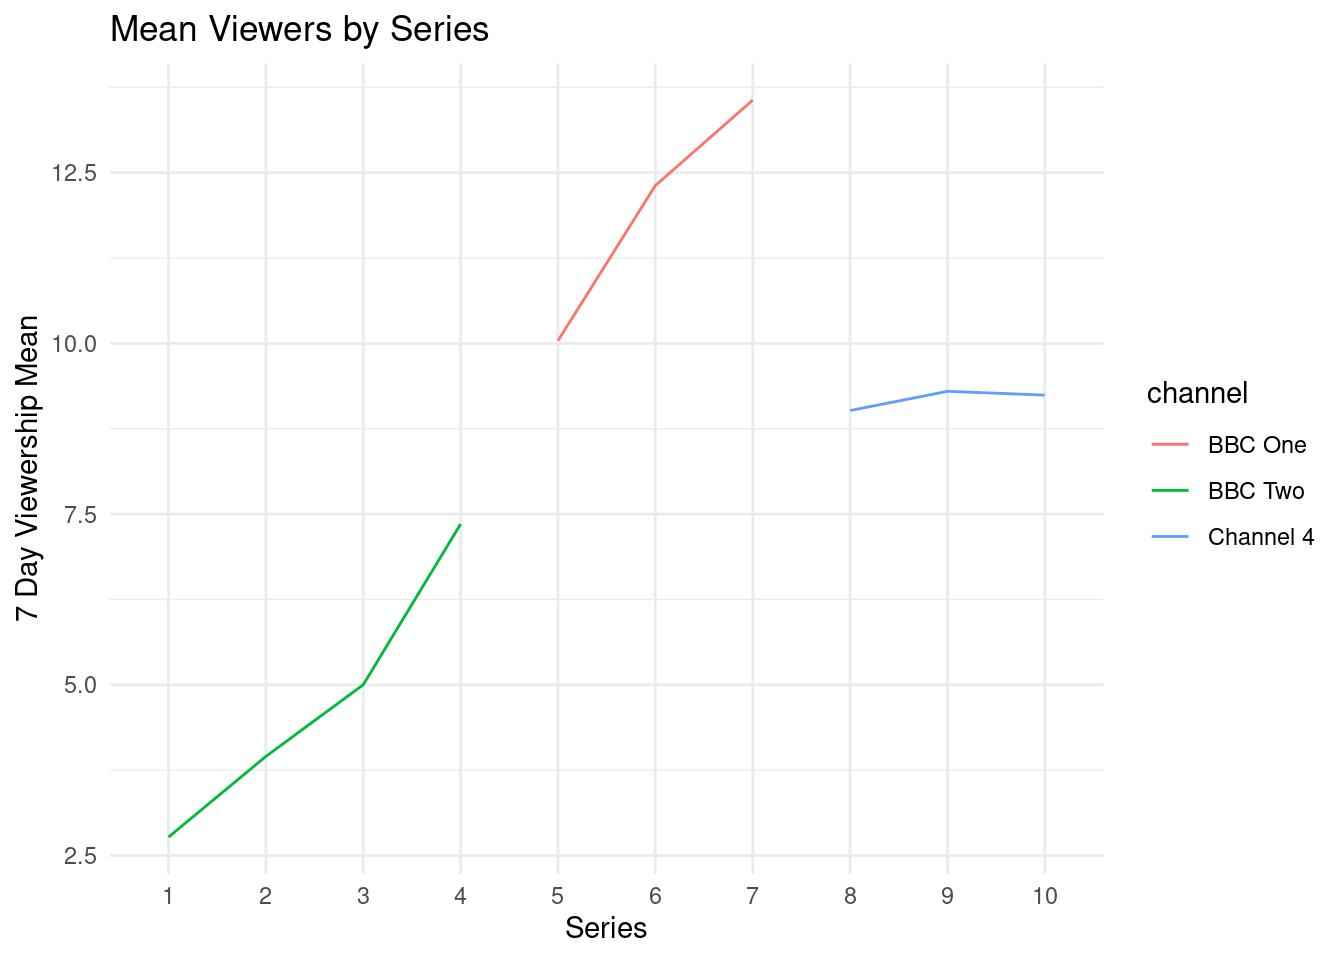 Mean Viewers by Series
7 Day Viewership Mean
12.5
10.0
7.5
5.0
2.5
1 2 3 4 5 6 7 8 9 10
Series
channel
BBC One
BBC Two
Channel 4